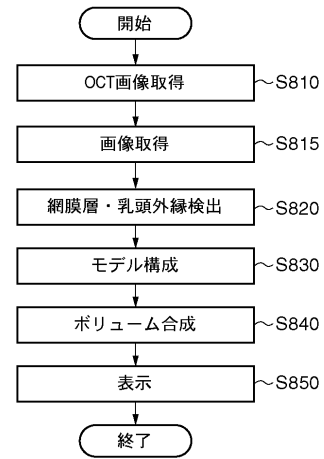 開始
OCT画像取得 S810
画像取得 S815
網膜層・乳頭外縁検出 S820
モデル構成 S830
ボリューム合成 S840
表示 S850
終了